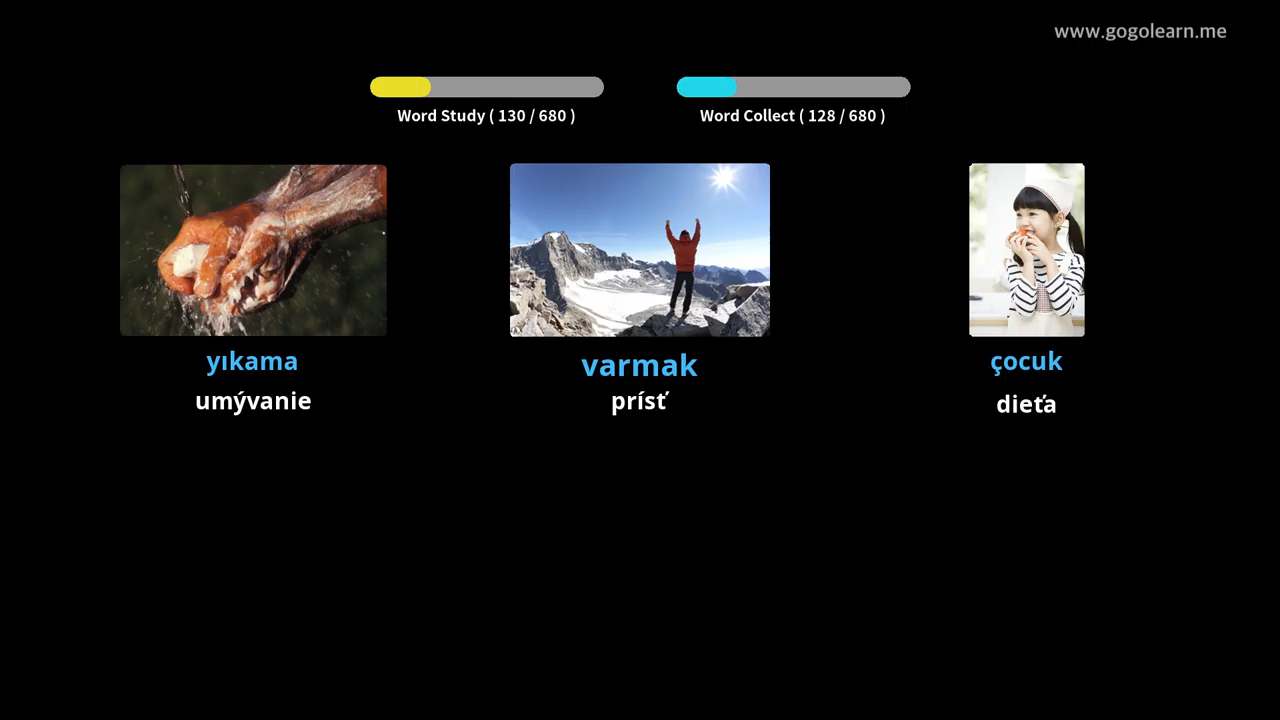 www.gogolearn.me
Word Study ( 130 / 680 )
Word Collect ( 128 / 680 )
yıkama
varmak
çocuk
umývanie
prísť
dieťa